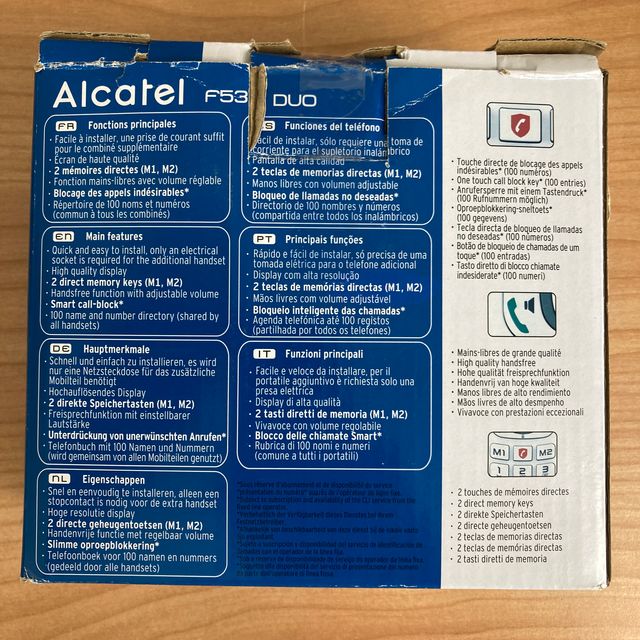 Alcatel F53 DUO
FR Fonctions principales
· Facile à installer, une prise de courant suffit
pour le combiné supplémentaire
· Écran de haute qualité
· 2 mémoires directes (M1, M2)
· Fonction mains-libres avec volume réglable
· Blocage des appels indésirables*
· Répertoire de 100 noms et numéros
(commun à tous les combinés)
EN Main features
· Quick and easy to install, only an electrical
socket is required for the additional handset
· High quality display
· 2 direct memory keys (M1, M2)
· Handsfree function with adjustable volume
· Smart call-block*
· 100 name and number directory (shared by
all handsets)
DE Hauptmerkmale
· Schnell und einfach zu installieren, es wird
nur eine Netzsteckdose für das zusätzliche
Mobilteil benötigt
· Hochauflösendes Display
· 2 direkte Speichertasten (M1, M2)
· Freisprechfunktion mit einstellbarer
Lautstärke
· Unterdrückung von unerwünschten Anrufen*
· Telefonbuch mit 100 Namen und Nummern
(wird gemeinsam von allen Mobilteilen genutzt)
NL Eigenschappen
· Snel en eenvoudig te installeren, alleen een
stopcontact is nodig voor de extra handset
· Hoge resolutie display
· 2 directe geheugentoetsen (M1, M2)
· Handenvrije functie met regelbaar volume
· Slimme oproepblokkering*
· Telefoonboek voor 100 namen en nummers
(gedeeld door alle handsets)
S Funciones del teléfono
ácil de instalar, sólo requiere una toma de
corriente para el supletorio inalámbrico
· Pantalla de alta calidad
· 2 teclas de memorias directas (M1, M2)
· Manos libres con volumen adjustable
· Bloqueo de llamadas no deseadas*
· Directorio de 100 nombres y números
(compartida entre todos los inalámbricos)
PT Principais funções
· Rápido e fácil de instalar, só precisa de uma
tomada elétrica para o telefone adicional
· Display com alta resolução
· 2 teclas de memórias directas (M1, M2)
· Mãos livres com volume ajustável
· Bloqueio inteligente das chamadas*
· Agenda telefónica até 100 registos
(partilhada por todos os telefones)
IT Funzioni principali
· Facile e veloce da installare, per il
portatile aggiuntivo è richiesta solo una
presa elettrica
· Display di alta qualità
· 2 tasti diretti de memoria (M1, M2)
· Vivavoce con volume regolabile
· Blocco delle chiamate Smart*
· Rubrica di 100 nomi e numeri
(comune a tutti i portatili)
· Touche directe de blocage des appels
indésirables* (100 numéros)
· One touch call block key* (100 entries)
· Anrufersperre mit einem Tastendruck*
(100 Rufnummern möglich)
· Oproepblokkering-sneltoets*
(100 gegevens)
· Tecla directa de bloqueo de llamadas
no deseadas* (100 números)
· Botão de bloqueio de chamadas de um
toque* (100 entradas)
· Tasto diretto di blocco chiamate
indesiderate* (100 numeri)
· Mains-libres de grande qualité
· High quality handsfree
· Hohe qualität freisprechfunktion
· Handenvrij van hoge kwaliteit
· Manos libres de alto rendimiento
· Mãos livres de alto desempenho
· Vivavoce con prestazioni eccezionali
M1 M2
1 2 3
· 2 touches de mémoires directes
· 2 direct memory keys
· 2 direkte Speichertasten
· 2 directe geheugentoetsen
· 2 teclas de memorias directas
· 2 teclas de memórias directas
· 2 tasti diretti de memoria